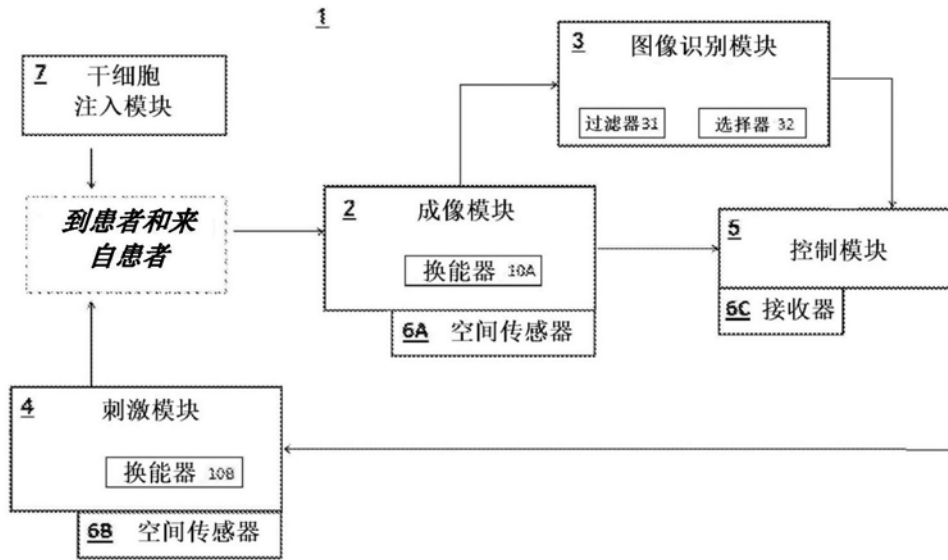 1
3 图像识别模块
过滤器31 选择器 32
7 干细胞
注入模块
到患者和来
自患者
2 成像模块
换能器 10A
6A 空间传感器
5 控制模块
6C 接收器
4 刺激模块
换能器 10B
6B 空间传感器